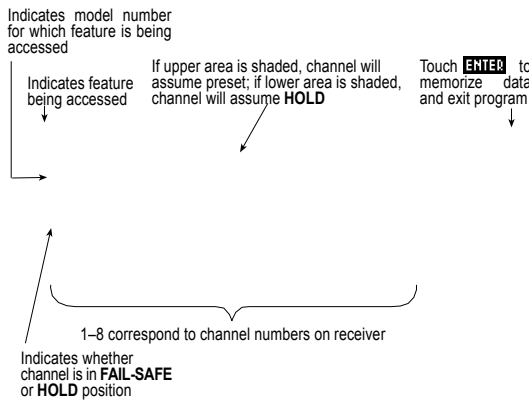 Indicates model number
for which feature is being
accessed
Indicates feature
being accessed
If upper area is shaded, channel will
assume preset; if lower area is shaded,
channel will assume HOLD
Touch ENTER to
memorize data
and exit program
1–8 correspond to channel numbers on receiver
Indicates whether
channel is in FAIL-SAFE
or HOLD position